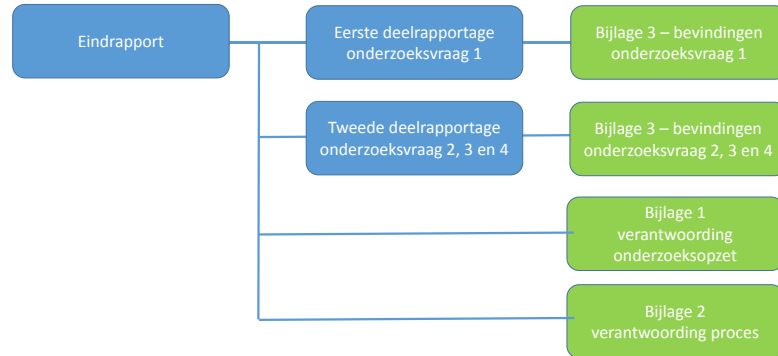 Eindrapport
Eerste deelrapportage
onderzoeksvraag 1
Bijlage 3 – bevindingen
onderzoeksvraag 1
Tweede deelrapportage
onderzoeksvraag 2, 3 en 4
Bijlage 3 – bevindingen
onderzoeksvraag 2, 3 en 4
Bijlage 1
verantwoording
onderzoeksopzet
Bijlage 2
verantwoording proces